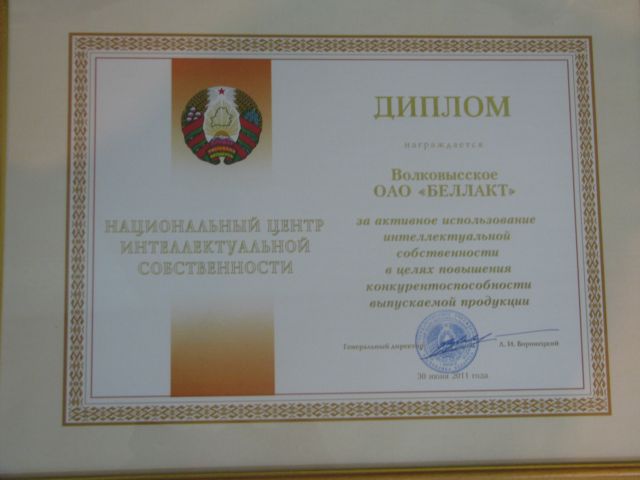 НАЦИОНАЛЬНЫЙ ЦЕНТР
ИНТЕЛЛЕКТУАЛЬНОЙ
СОБСТВЕННОСТИ
ДИПЛОМ
награждается
Волковысское
ОАО «БЕЛЛАКТ»
за активное использование
интеллектуальной
собственности
в целях повышения
конкурентоспособности
выпускаемой продукции
Генеральный директор
Л. И. Воронецкий
30 июня 2011 года